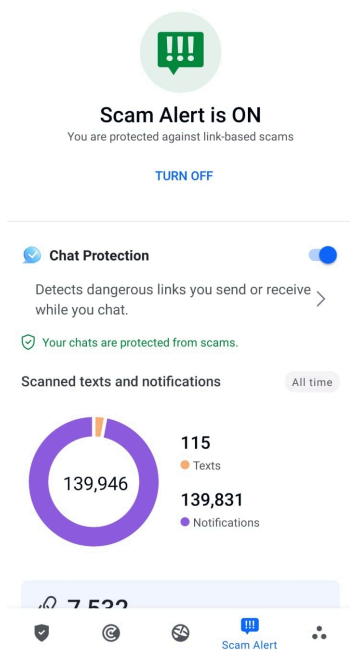 Scam Alert is ON
You are protected against link-based scams
TURN OFF
Chat Protection
Detects dangerous links you send or receive
while you chat.
Your chats are protected from scams.
Scanned texts and notifications
All time
139,946
115
Texts
139,831
Notifications
7,532
Scam Alert